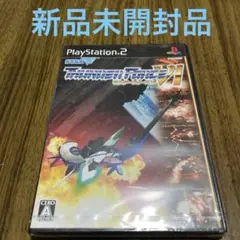 新品未開封品
PlayStation 2
THUNDER FORCE VI
CERO
A